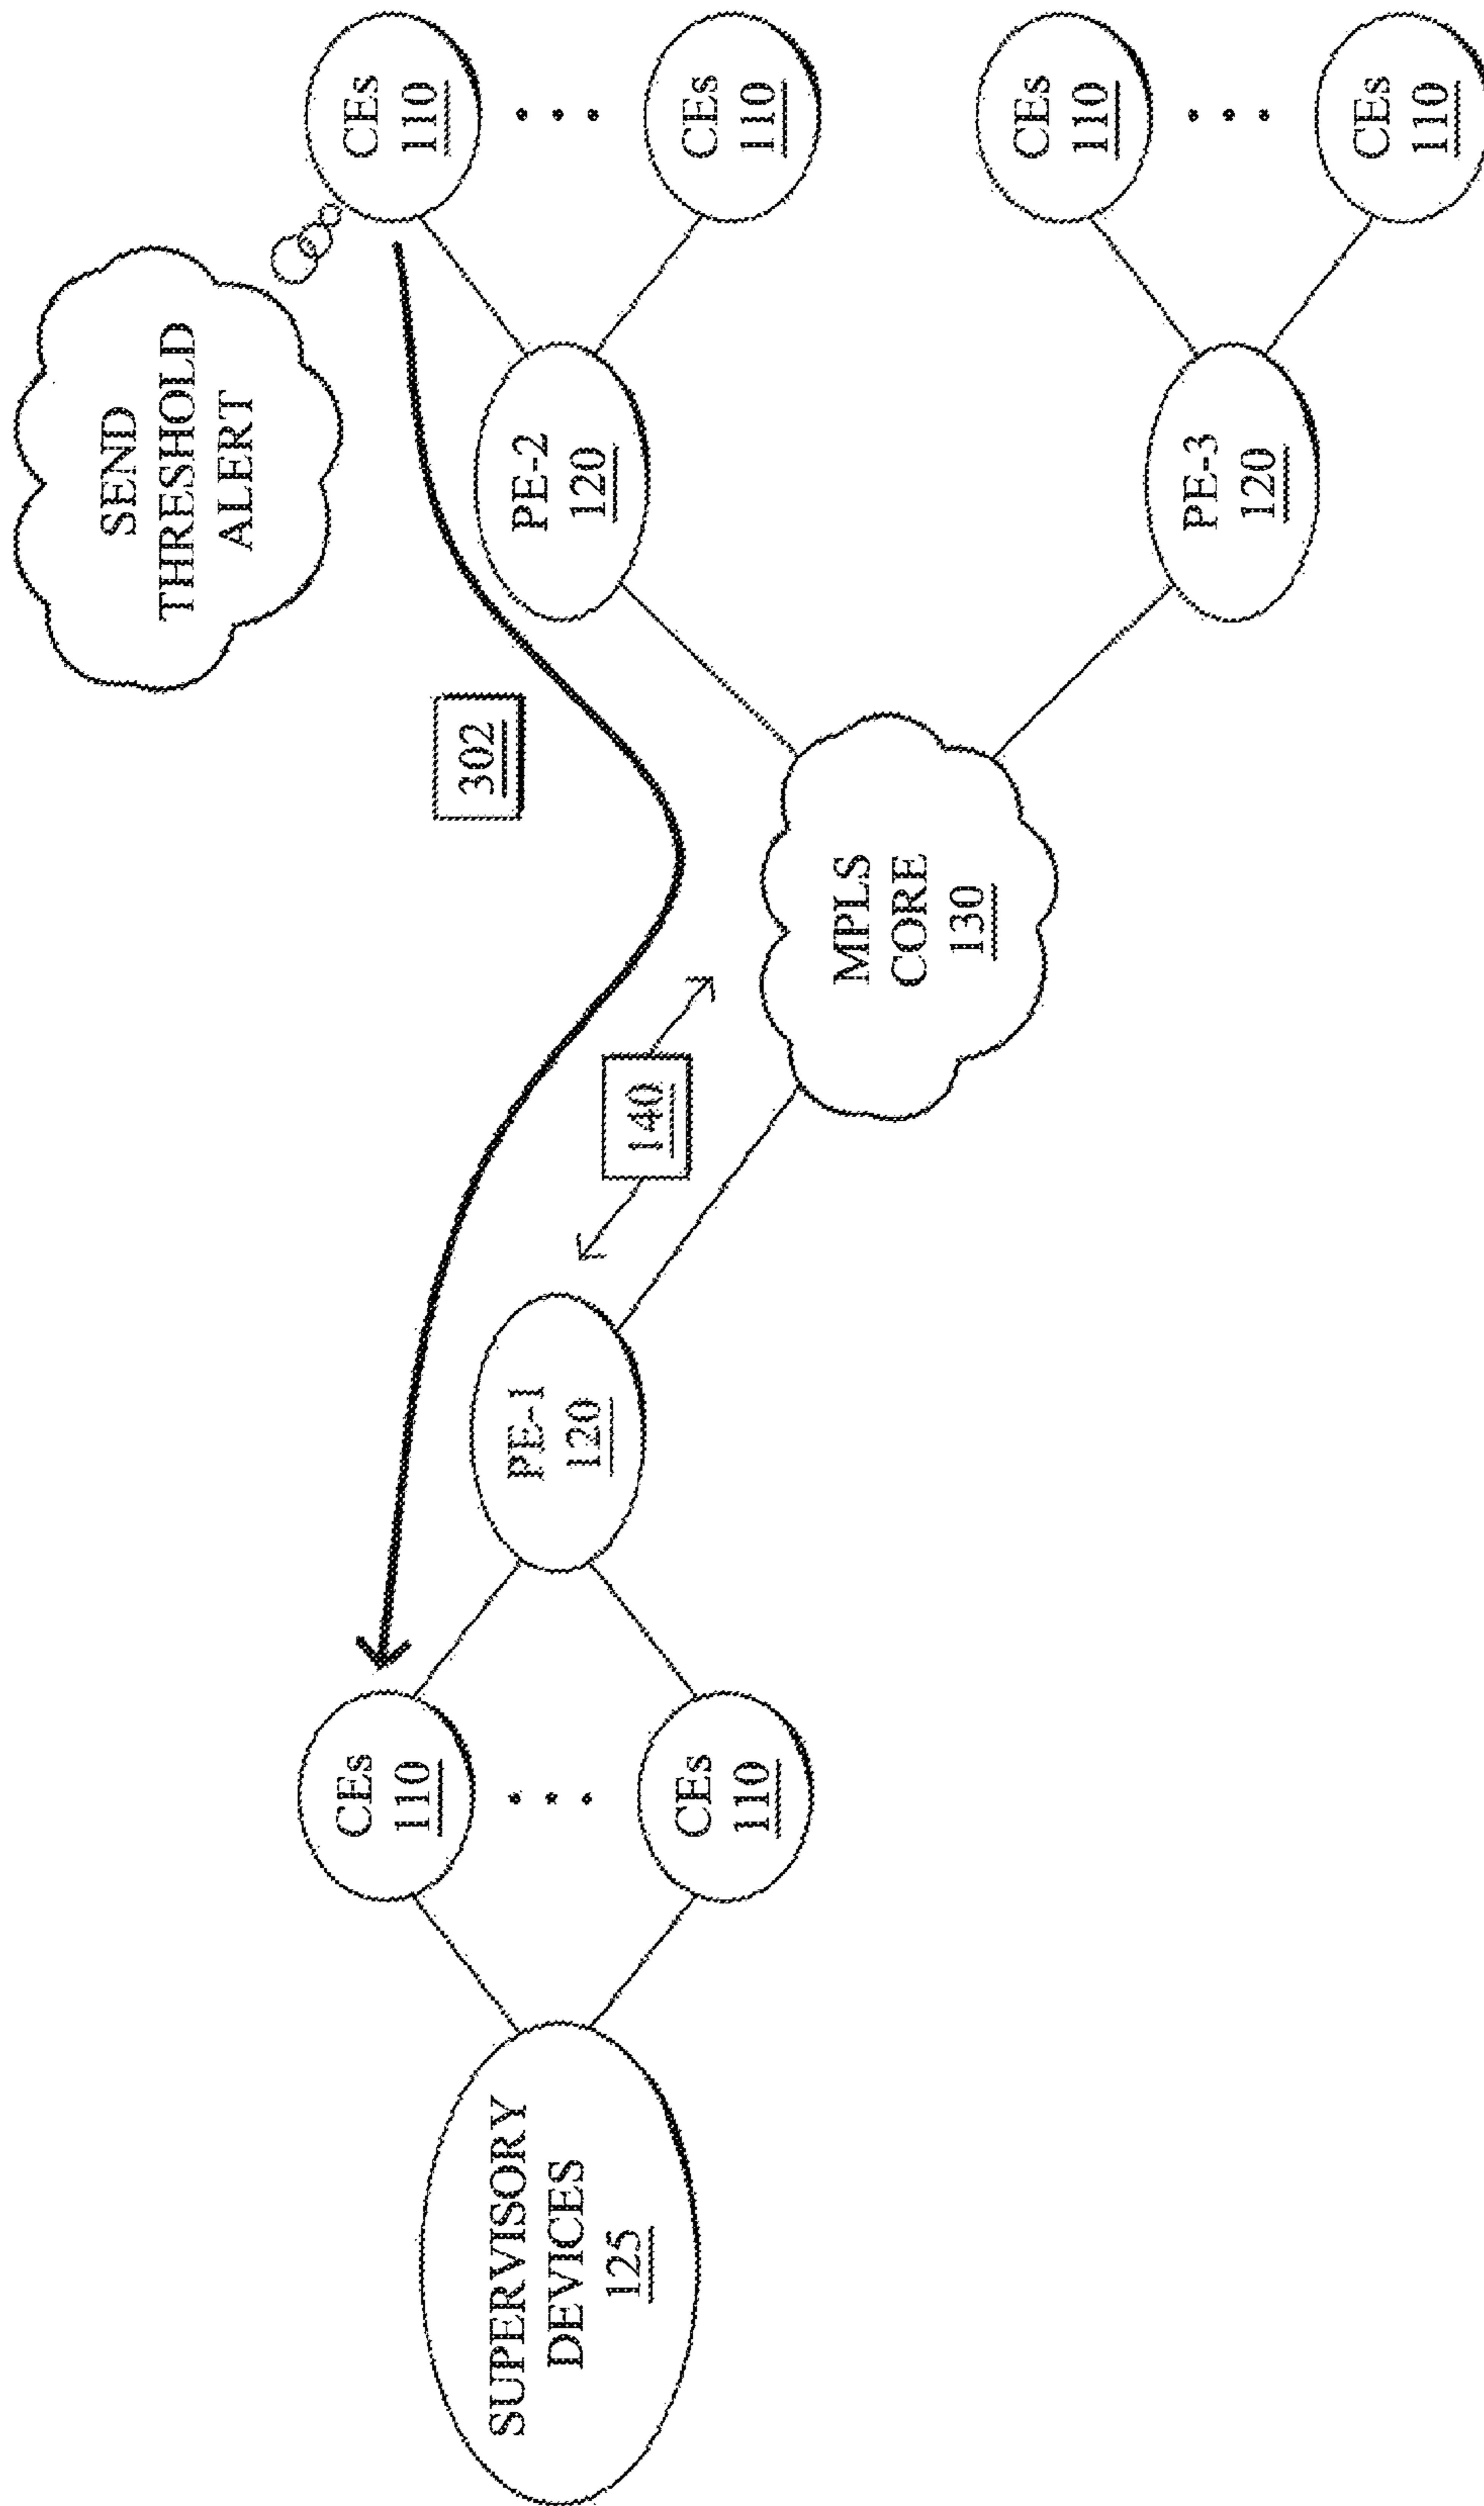 SEND
THRESHOLD
ALERT
SUPERVISORY
DEVICES
125
CEs
110
CEs
110
PE-1
120
140
302
MPLS
CORE
130
PE-2
120
CEs
110
CEs
110
PE-3
120
CEs
110
CEs
110